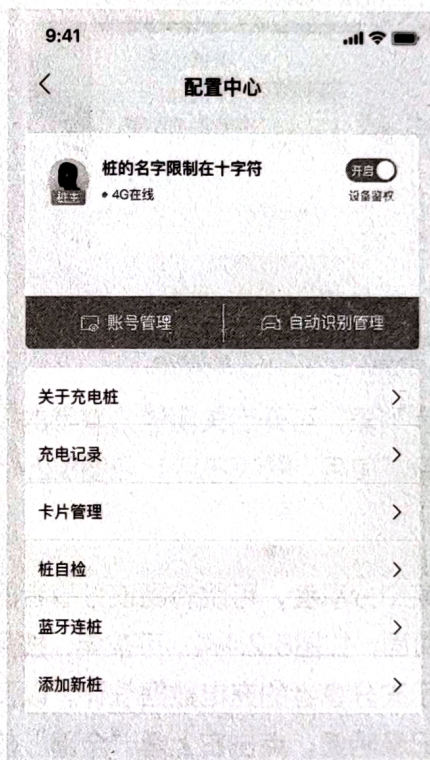 9:41
配置中心
桩的名字限制在十字符
开启
桩主
• 4G在线
设备鉴权
账号管理
自动识别管理
关于充电桩
充电记录
卡片管理
桩自检
蓝牙连桩
添加新桩